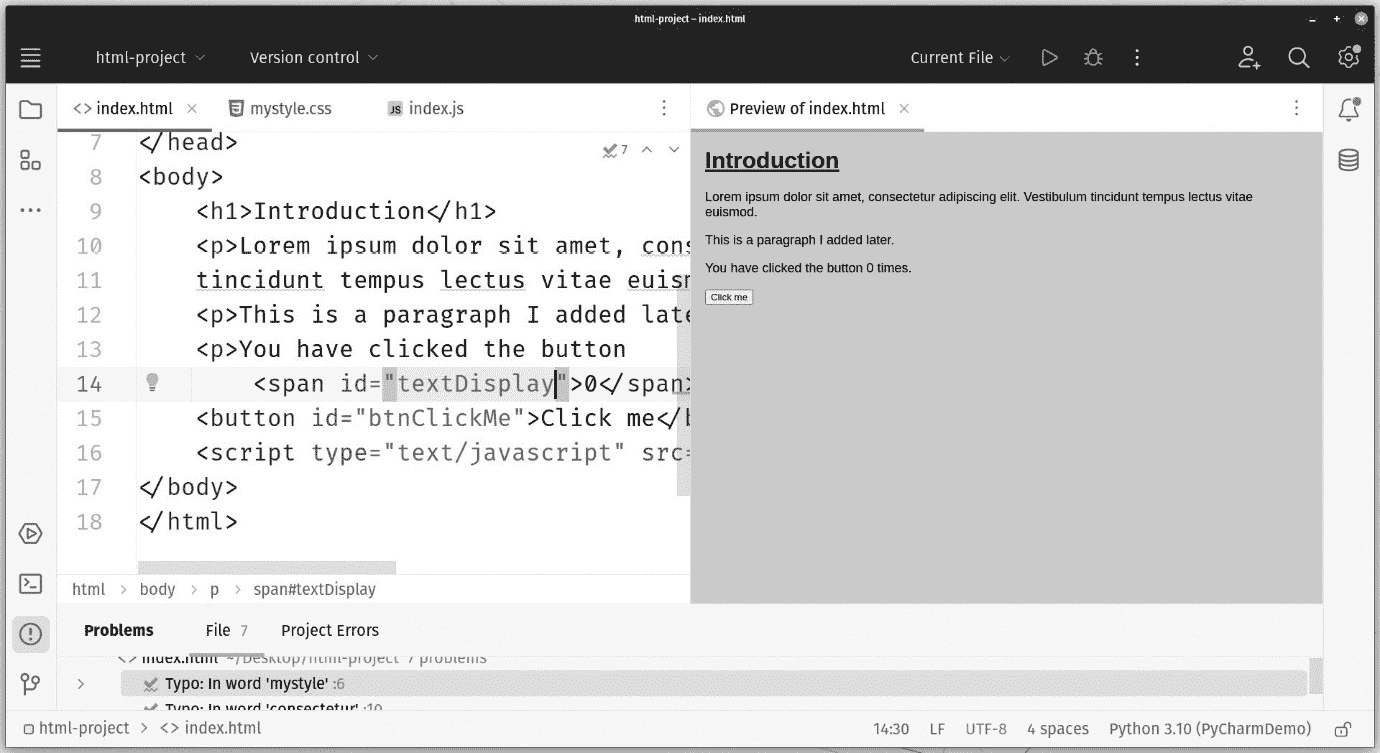 html-project – index.html
html-project Version control Current File
<> index.html mystyle.css JS index.js Preview of index.html
7 </head>
8 <body>
9 <h1>Introduction</h1>
10 <p>Lorem ipsum dolor sit amet, cons
11 tincidunt tempus lectus vitae euism
12 <p>This is a paragraph I added late
13 <p>You have clicked the button
14 <span id="textDisplay">0</span>
15 <button id="btnClickMe">Click me</b
16 <script type="text/javascript" src=
17 </body>
18 </html>
7
html > body > p > span#textDisplay
Introduction
Lorem ipsum dolor sit amet, consectetur adipiscing elit. Vestibulum tincidunt tempus lectus vitae
euismod.
This is a paragraph I added later.
You have clicked the button 0 times.
Click me
Problems File 7 Project Errors
<> index.html ~/Desktop/html-project 7 problems
Typo: In word 'mystyle' :6
Typo: In word 'consectetur' :10
html-project > <> index.html 14:30 LF UTF-8 4 spaces Python 3.10 (PyCharmDemo)